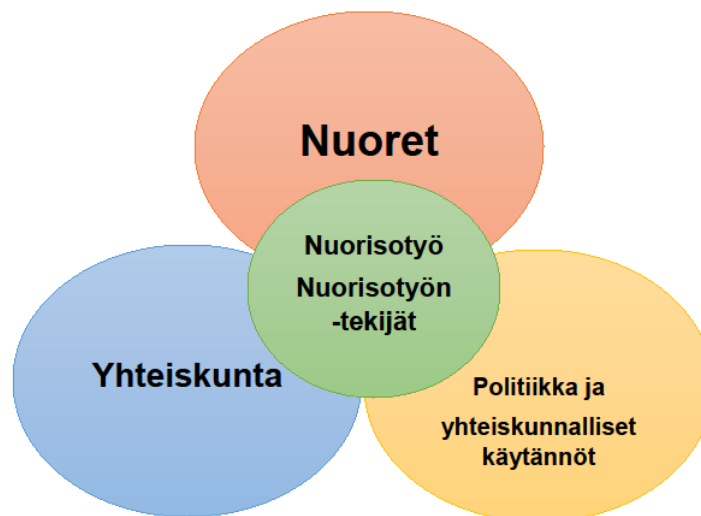 Nuoret
Nuorisotyö
Nuorisotyön
-tekijät
Yhteiskunta
Politiikka ja
yhteiskunnalliset
käytännöt